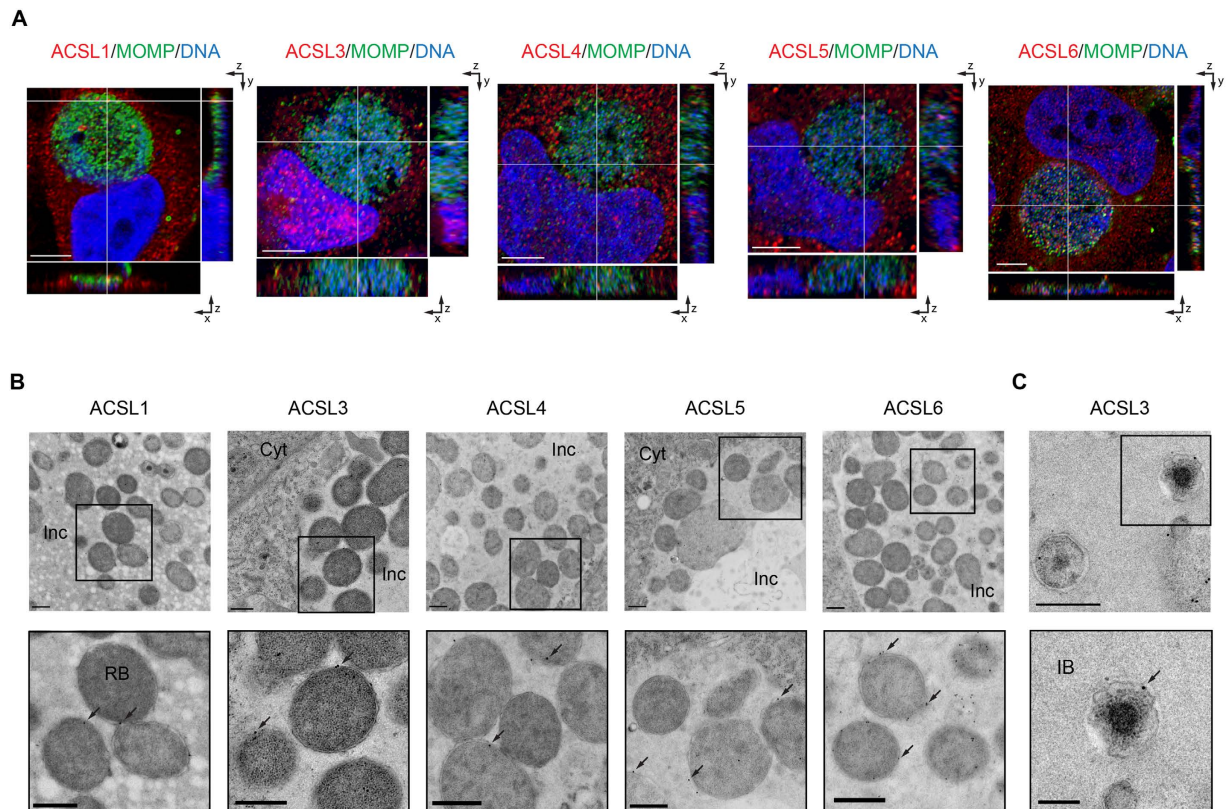 A
ACSL1/MOMP/DNA ACSL3/MOMP/DNA ACSL4/MOMP/DNA ACSL5/MOMP/DNA ACSL6/MOMP/DNA
z z z z z
y y y y y
z z z z z
x x x x x
B C
ACSL1 ACSL3 ACSL4 ACSL5 ACSL6 ACSL3
Cyt Inc Cyt
Inc Inc Inc Inc
RB IB